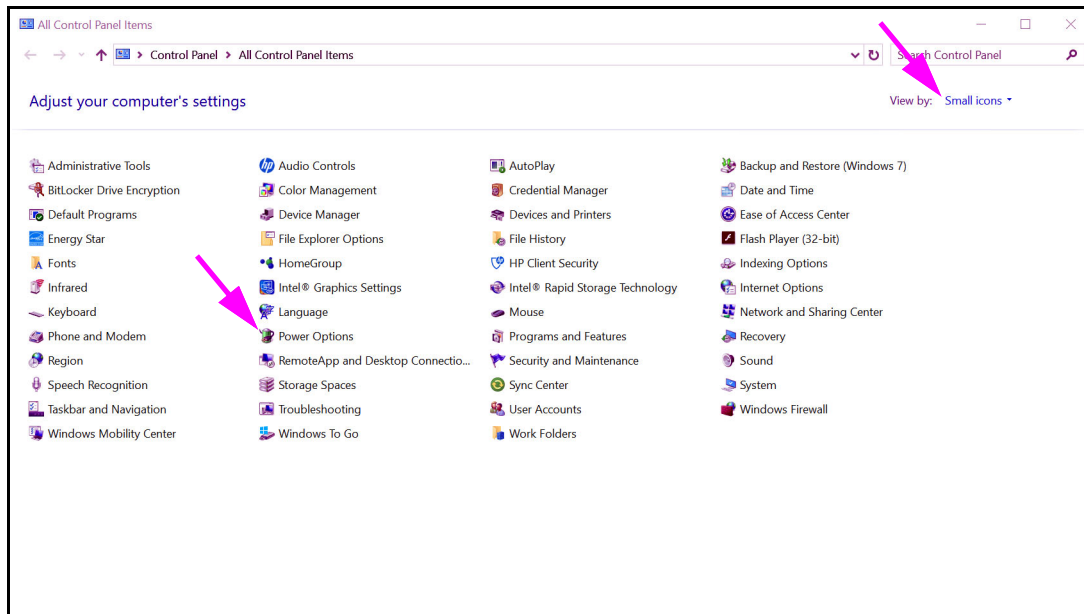 All Control Panel Items
Control Panel > All Control Panel Items
Search Control Panel
Adjust your computer's settings
View by: Small icons
Administrative Tools Audio Controls AutoPlay Backup and Restore (Windows 7)
BitLocker Drive Encryption Color Management Credential Manager Date and Time
Default Programs Device Manager Devices and Printers Ease of Access Center
Energy Star File Explorer Options File History Flash Player (32-bit)
Fonts HomeGroup HP Client Security Indexing Options
Infrared Intel® Graphics Settings Intel® Rapid Storage Technology Internet Options
Keyboard Language Mouse Network and Sharing Center
Phone and Modem Power Options Programs and Features Recovery
Region RemoteApp and Desktop Connectio... Security and Maintenance Sound
Speech Recognition Storage Spaces Sync Center System
Taskbar and Navigation Troubleshooting User Accounts Windows Firewall
Windows Mobility Center Windows To Go Work Folders